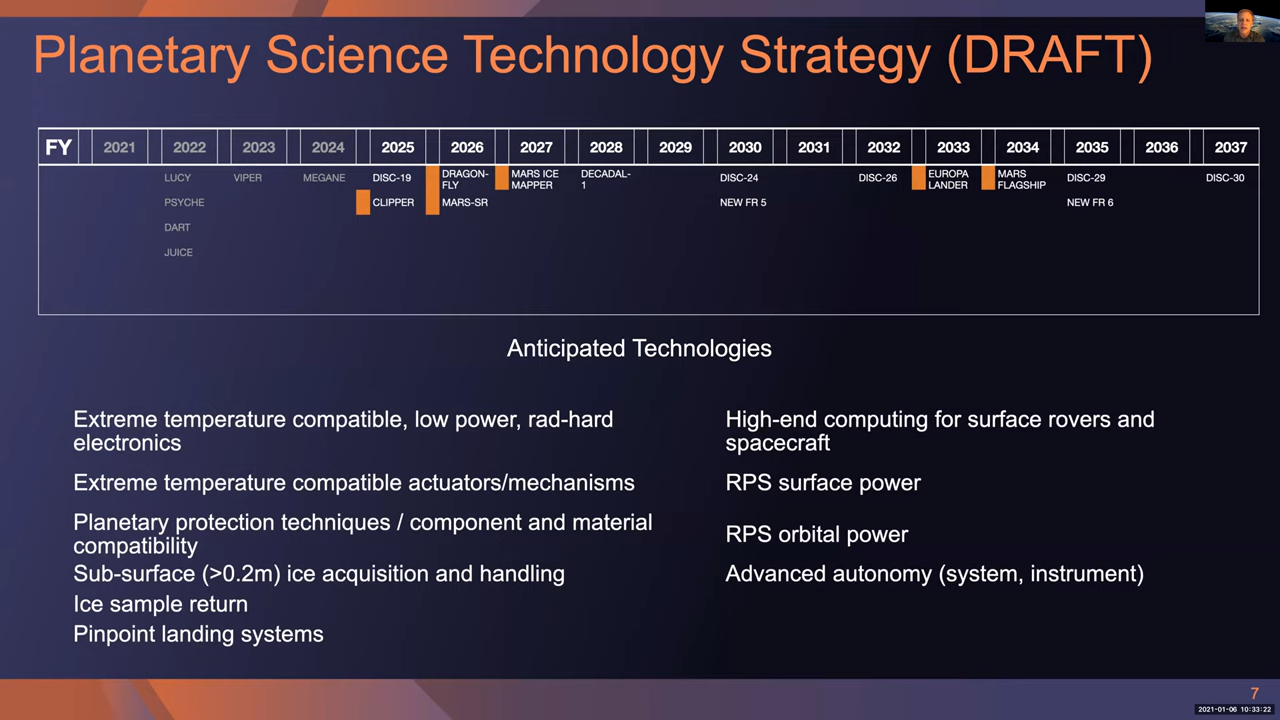 Planetary Science Technology Strategy (DRAFT)
FY 2021 2022 2023 2024 2025 2026 2027 2028 2029 2030 2031 2032 2033 2034 2035 2036 2037
LUCY VIPER MEGANE DISC-19 DRAGON- MARS ICE DECADAL- DISC-24 DISC-26 EUROPA MARS DISC-29 DISC-30
FLY MAPPER 1 LANDER FLAGSHIP
PSYCHE CLIPPER MARS-SR NEW FR 5 NEW FR 6
DART
JUICE
Anticipated Technologies
Extreme temperature compatible, low power, rad-hard
electronics
Extreme temperature compatible actuators/mechanisms
Planetary protection techniques / component and material
compatibility
Sub-surface (>0.2m) ice acquisition and handling
Ice sample return
Pinpoint landing systems
High-end computing for surface rovers and
spacecraft
RPS surface power
RPS orbital power
Advanced autonomy (system, instrument)
7
2021-01-06 10:33:22